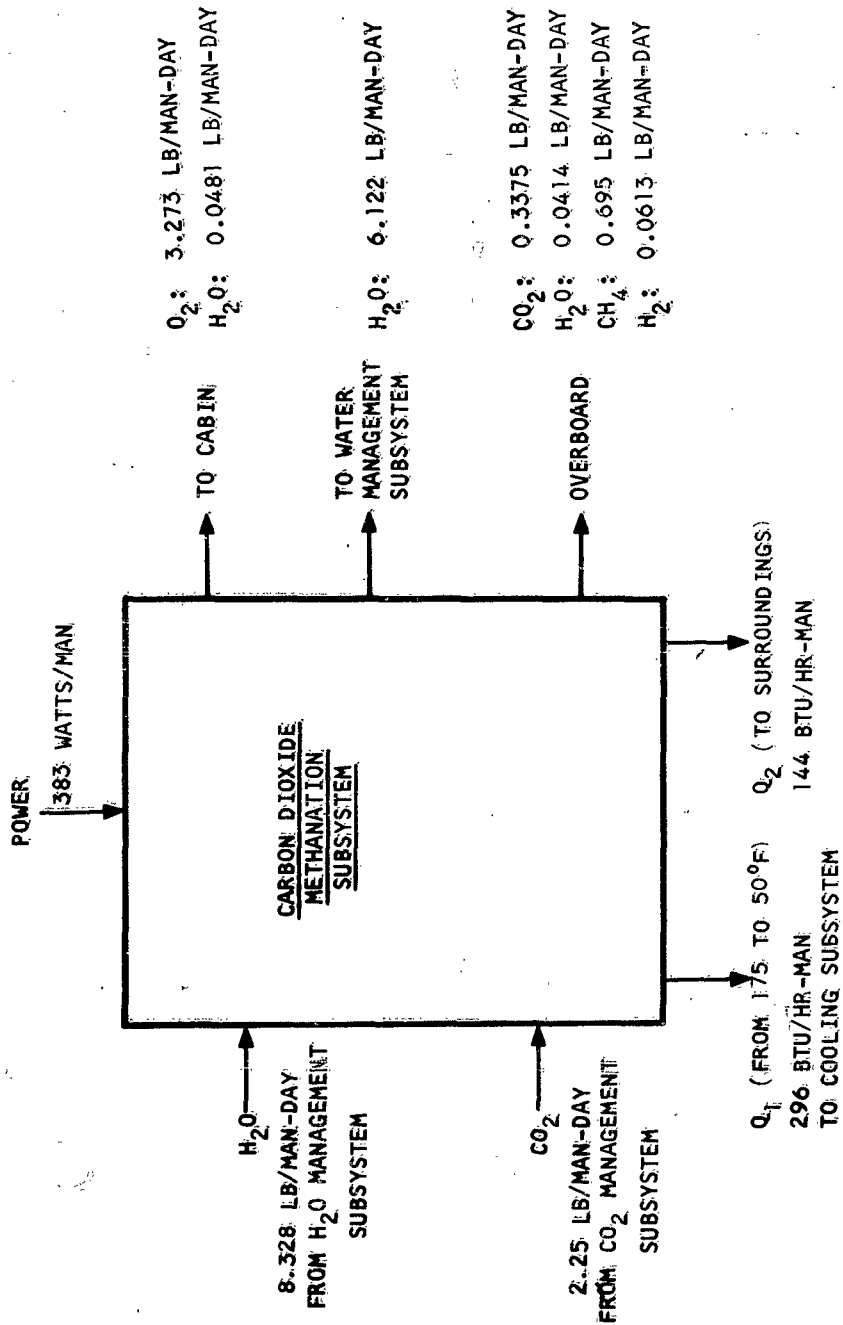 POWER
383 WATTS/MAN
CARBON DIOXIDE
METHANATION
SUBSYSTEM
H2O
8.328 LB/MAN-DAY
FROM H2O MANAGEMENT
SUBSYSTEM
CO2
2.25 LB/MAN-DAY
FROM CO2 MANAGEMENT
SUBSYSTEM
TO CABIN
O2: 3.273 LB/MAN-DAY
H2O: 0.0481 LB/MAN-DAY
TO WATER
MANAGEMENT
SUBSYSTEM
H2O: 6.122 LB/MAN-DAY
OVERBOARD
CO2: 0.3375 LB/MAN-DAY
H2O: 0.0414 LB/MAN-DAY
CH4: 0.695 LB/MAN-DAY
H2: 0.0613 LB/MAN-DAY
Q1 (FROM 175 TO 50°F)
296 BTU/HR-MAN
TO COOLING SUBSYSTEM
Q2 (TO SURROUNDINGS)
144 BTU/HR-MAN